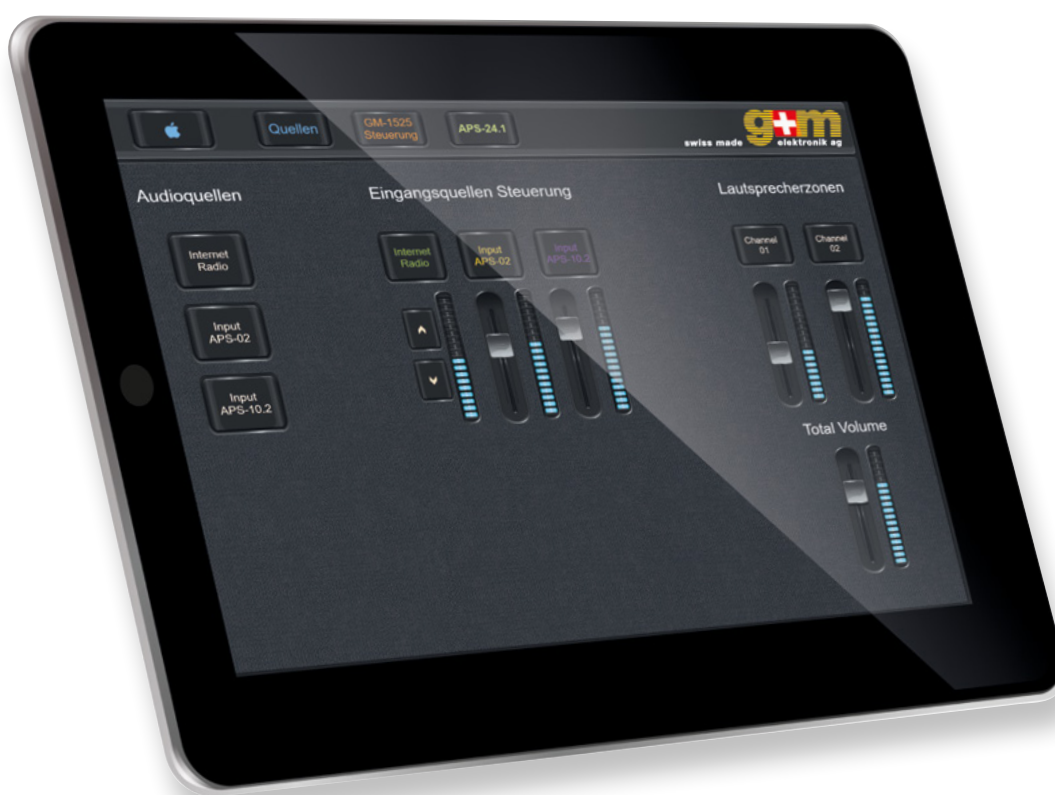 Quellen
GM-1525
Steuerung
APS-24.1
swiss made
g+m
elektronik ag
Audioquellen
Internet
Radio
Input
APS-02
Input
APS-10.2
Eingangsquellen Steuerung
Internet
Radio
Input
APS-02
Input
APS-10.2
Lautsprecherzonen
Channel
01
Channel
02
Total Volume